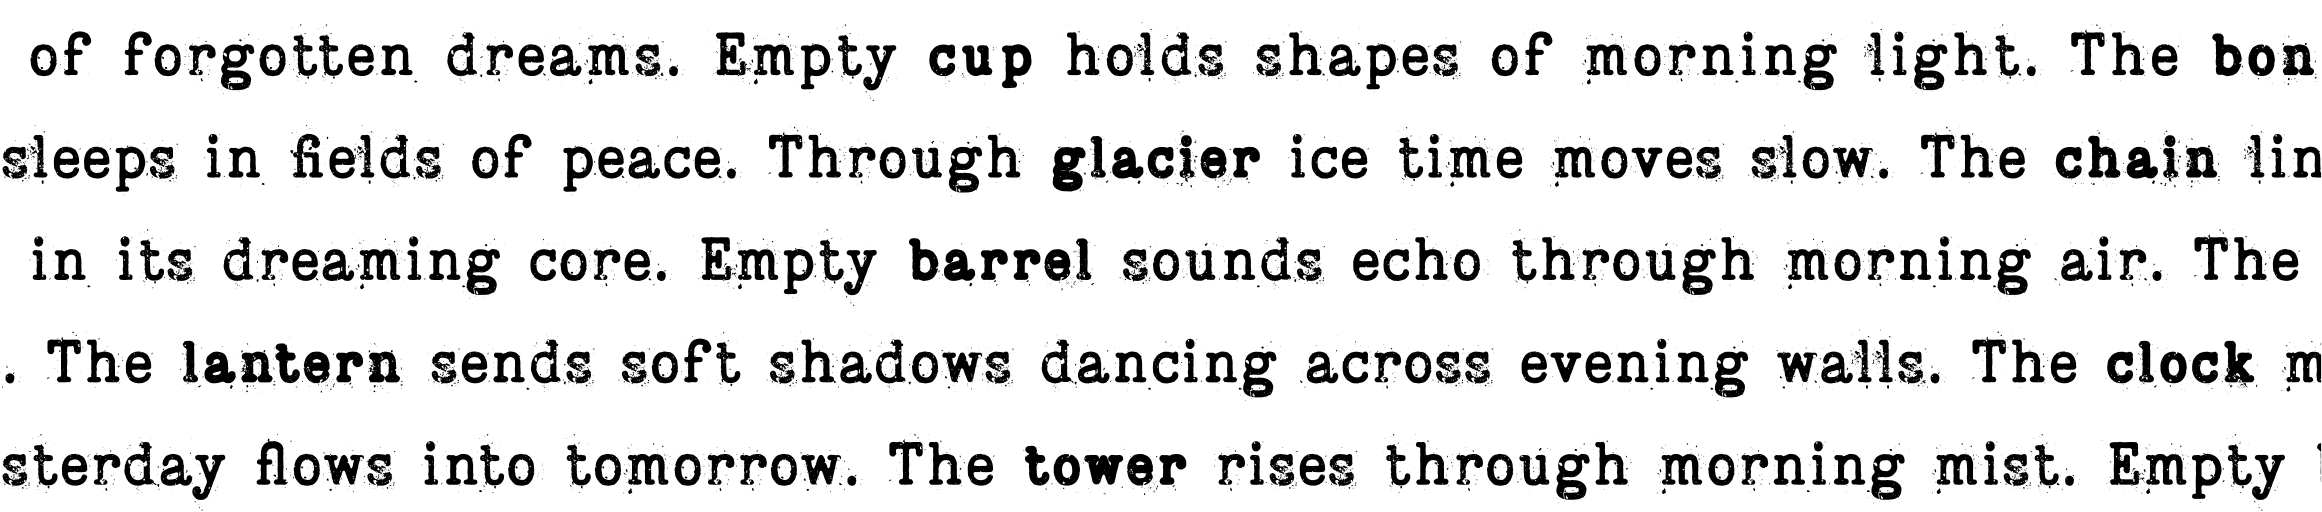 of forgotten dreams. Empty cup holds shapes of morning light. The bon
sleeps in fields of peace. Through glacier ice time moves slow. The chain lin
in its dreaming core. Empty barrel sounds echo through morning air. The
. The lantern sends soft shadows dancing across evening walls. The clock m
sterday flows into tomorrow. The tower rises through morning mist. Empty